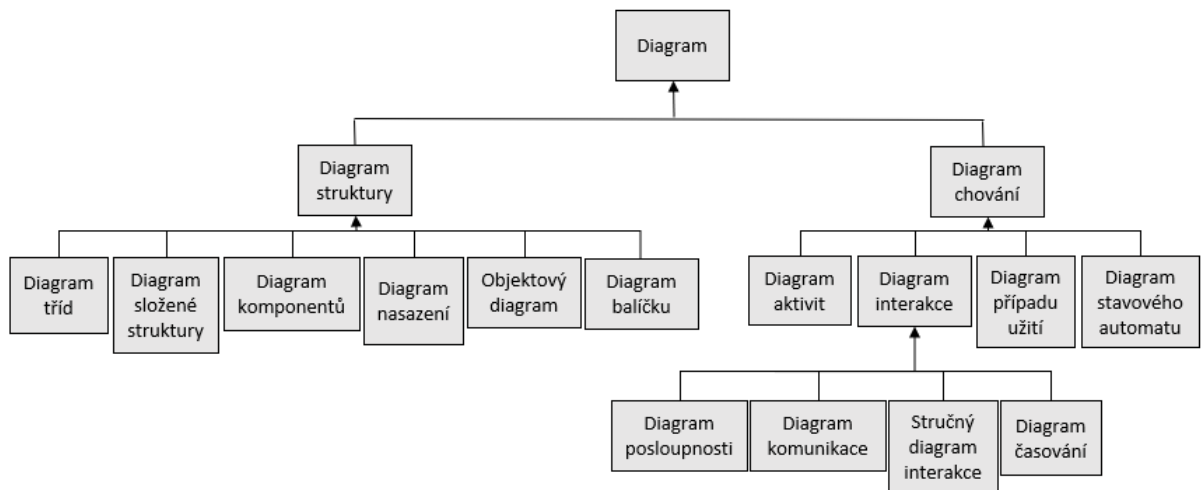 Diagram
Diagram
struktury
Diagram
chování
Diagram
tříd
Diagram
složené
struktury
Diagram
komponentů
Diagram
nasazení
Objektový
diagram
Diagram
balíčku
Diagram
aktivit
Diagram
interakce
Diagram
případu
užití
Diagram
stavového
automatu
Diagram
posloupnosti
Diagram
komunikace
Stručný
diagram
interakce
Diagram
časování